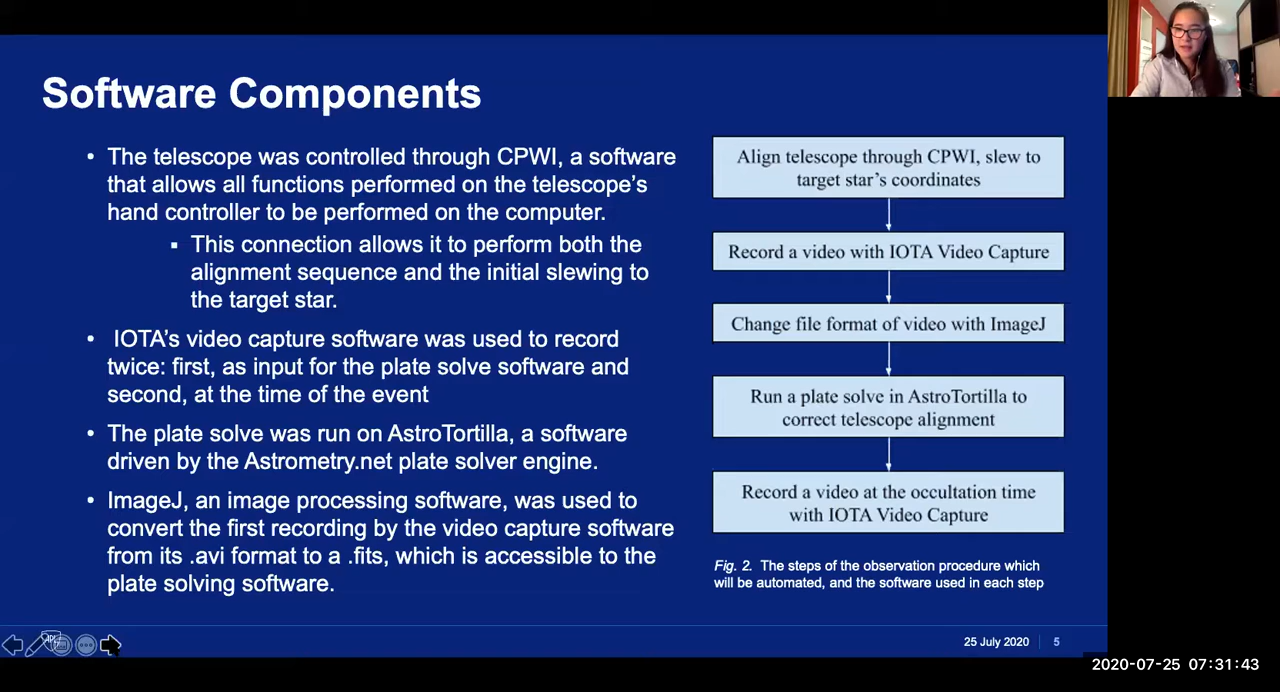 Software Components
• The telescope was controlled through CPWI, a software
that allows all functions performed on the telescope's
hand controller to be performed on the computer.
▪ This connection allows it to perform both the
alignment sequence and the initial slewing to
the target star.
• IOTA's video capture software was used to record
twice: first, as input for the plate solve software and
second, at the time of the event
• The plate solve was run on AstroTortilla, a software
driven by the Astrometry.net plate solver engine.
• ImageJ, an image processing software, was used to
convert the first recording by the video capture software
from its .avi format to a .fits, which is accessible to the
plate solving software.
Align telescope through CPWI, slew to
target star's coordinates
Record a video with IOTA Video Capture
Change file format of video with ImageJ
Run a plate solve in AstroTortilla to
correct telescope alignment
Record a video at the occultation time
with IOTA Video Capture
Fig. 2. The steps of the observation procedure which
will be automated, and the software used in each step
25 July 2020 5
2020-07-25 07:31:43